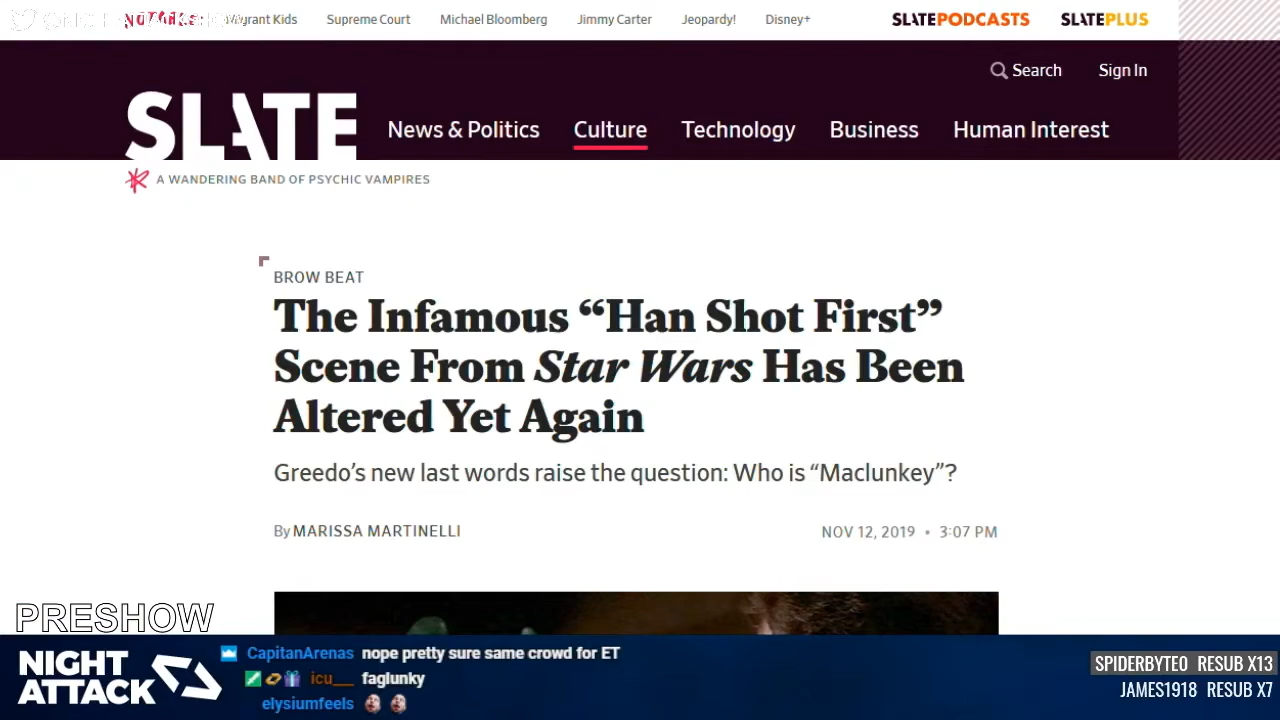 Migrant Kids Supreme Court Michael Bloomberg Jimmy Carter Jeopardy! Disney+ SLATEPODCASTS SLATEPLUS
Search Sign In
SLATE News & Politics Culture Technology Business Human Interest
A WANDERING BAND OF PSYCHIC VAMPIRES
BROW BEAT
The Infamous “Han Shot First”
Scene From Star Wars Has Been
Altered Yet Again
Greedo’s new last words raise the question: Who is “Maclunkey”?
By MARISSA MARTINELLI NOV 12, 2019 • 3:07 PM
PRESHOW
NIGHT
ATTACK
CapitanArenas nope pretty sure same crowd for ET
icu__ faglunky
elysiumfeels
SPIDERBYTE0 RESUB X13
JAMES1918 RESUB X7